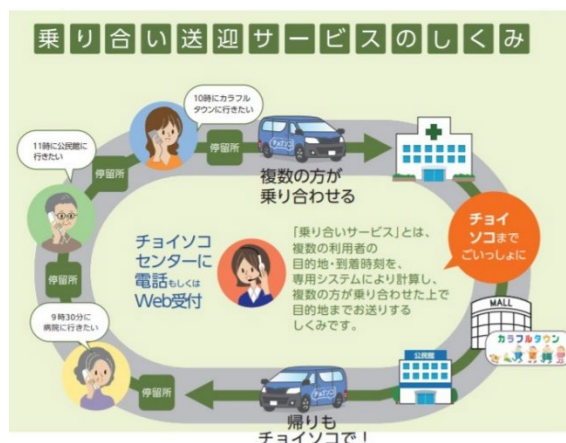 乗り合い送迎サービスのしくみ
10時にカラフル
タウンに行きたい
11時に公民館に
行きたい
停留所
停留所
複数の方が
乗り合わせる
チョイ
ソコまで
ごいっしょに
「乗り合いサービス」とは、
複数の利用者の
目的地・到着時刻を、
専用システムにより計算し、
複数の方が乗り合わせた上で
目的地までお送りする
しくみです。
チョイソコ
センターに
電話もしくは
Web受付
停留所
9時30分に
病院に行きたい
MALL
カラフルタウン
公民館
停留所
帰りも
チョイソコで!